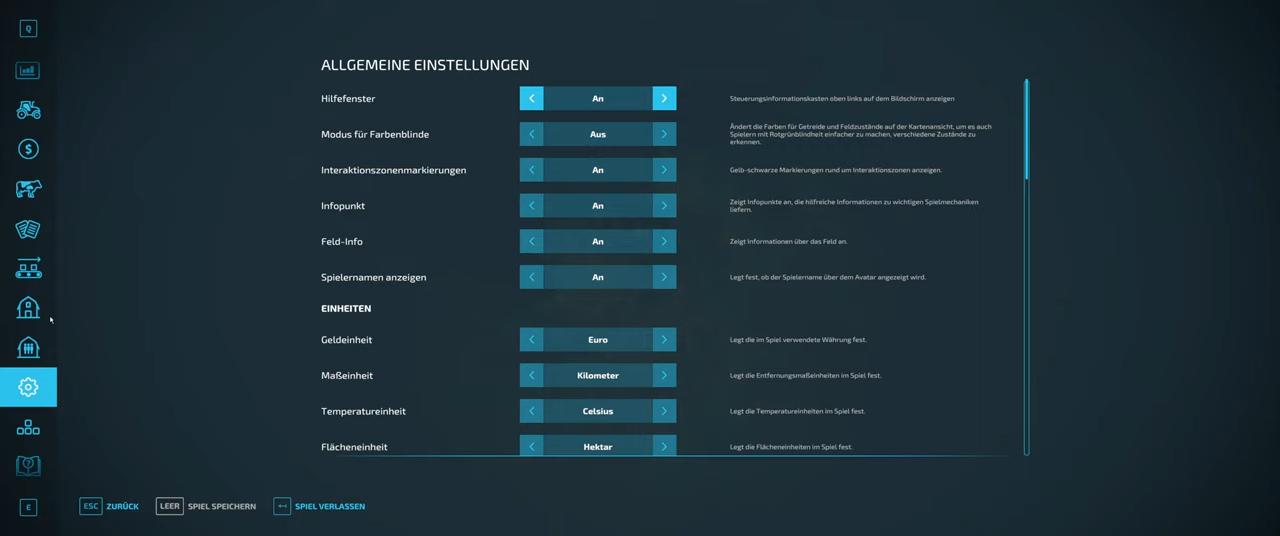 Q
ALLGEMEINE EINSTELLUNGEN
Hilfefenster
An
Steuerungsinformationskasten oben links auf dem Bildschirm anzeigen
Modus für Farbenblinde
Aus
Ändert die Farben für Getreide und Feldzustände auf der Kartenansicht, um es auch
Spielern mit Rotgrünblindheit einfacher zu machen, verschiedene Zustände zu
erkennen.
Interaktionszonenmarkierungen
An
Gelb-schwarze Markierungen rund um Interaktionszonen anzeigen.
Infopunkt
An
Zeigt Infopunkte an, die hilfreiche Informationen zu wichtigen Spielmechaniken
liefern.
Feld-Info
An
Zeigt Informationen über das Feld an.
Spielernamen anzeigen
An
Legt fest, ob der Spielername über dem Avatar angezeigt wird.
EINHEITEN
Geldeinheit
Euro
Legt die im Spiel verwendete Währung fest.
Maßeinheit
Kilometer
Legt die Entfernungsmaßeinheiten im Spiel fest.
Temperatureinheit
Celsius
Legt die Temperatureinheiten im Spiel fest.
Flächeneinheit
Hektar
Legt die Flächeneinheiten im Spiel fest.
E
ESC ZURÜCK LEER SPIEL SPEICHERN SPIEL VERLASSEN